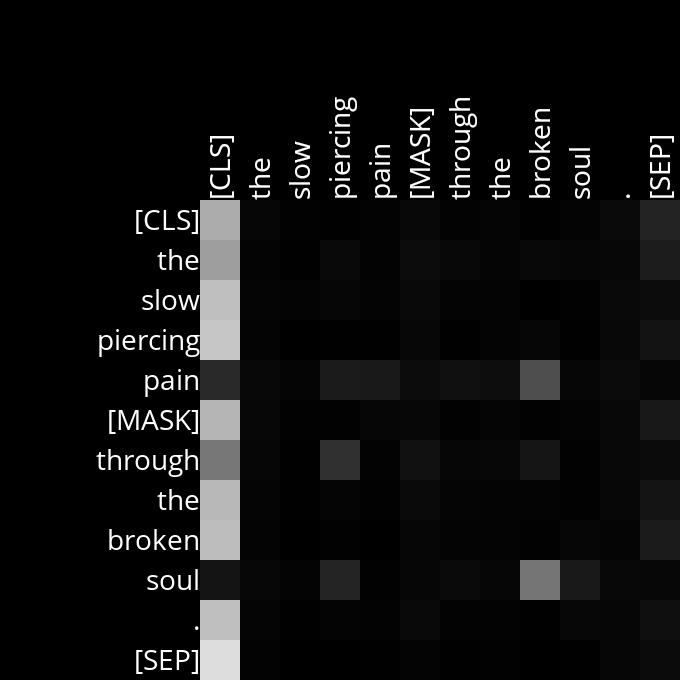 [CLS] the slow piercing pain [MASK] through the broken soul . [SEP]
[CLS]
the
slow
piercing
pain
[MASK]
through
the
broken
soul
.
[SEP]